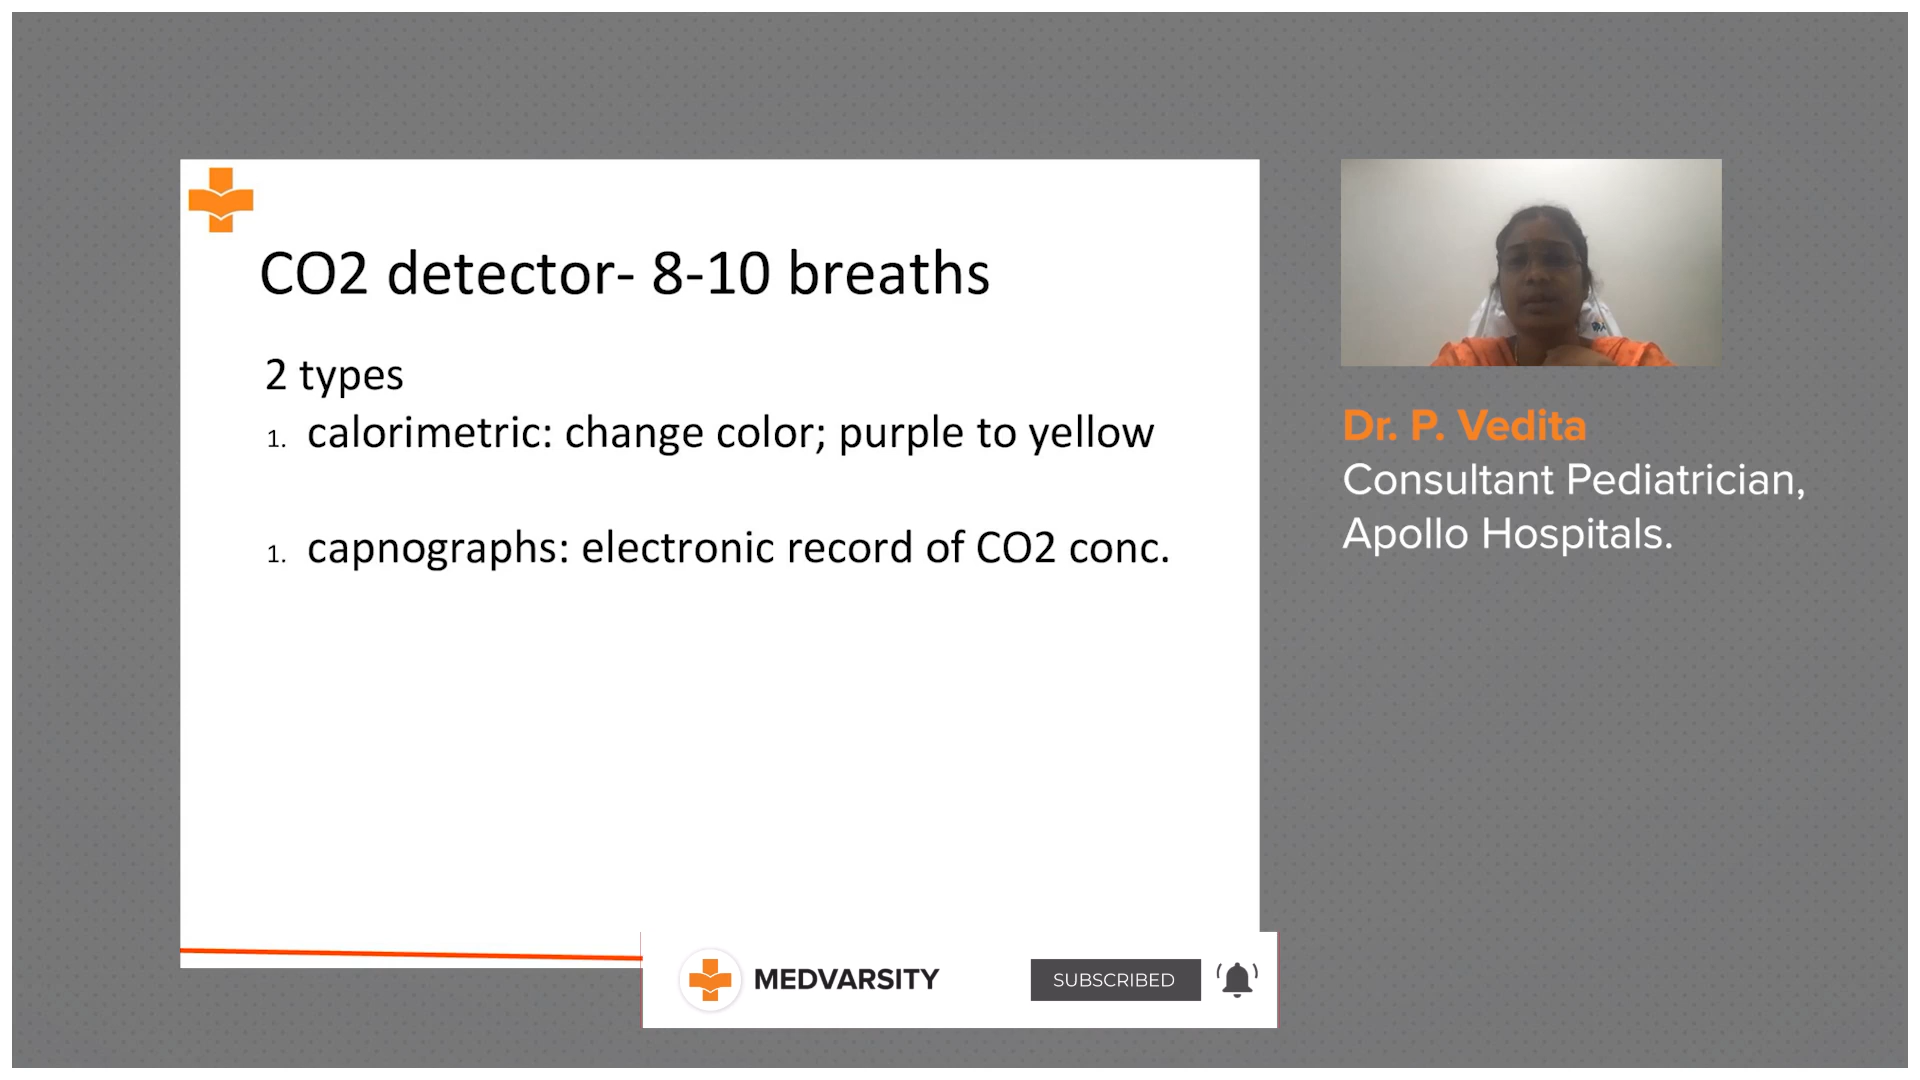 CO2 detector- 8-10 breaths
2 types
1. calorimetric: change color; purple to yellow
1. capnographs: electronic record of CO2 conc.
Dr. P. Vedita
Consultant Pediatrician,
Apollo Hospitals.
MEDVARSITY
SUBSCRIBED